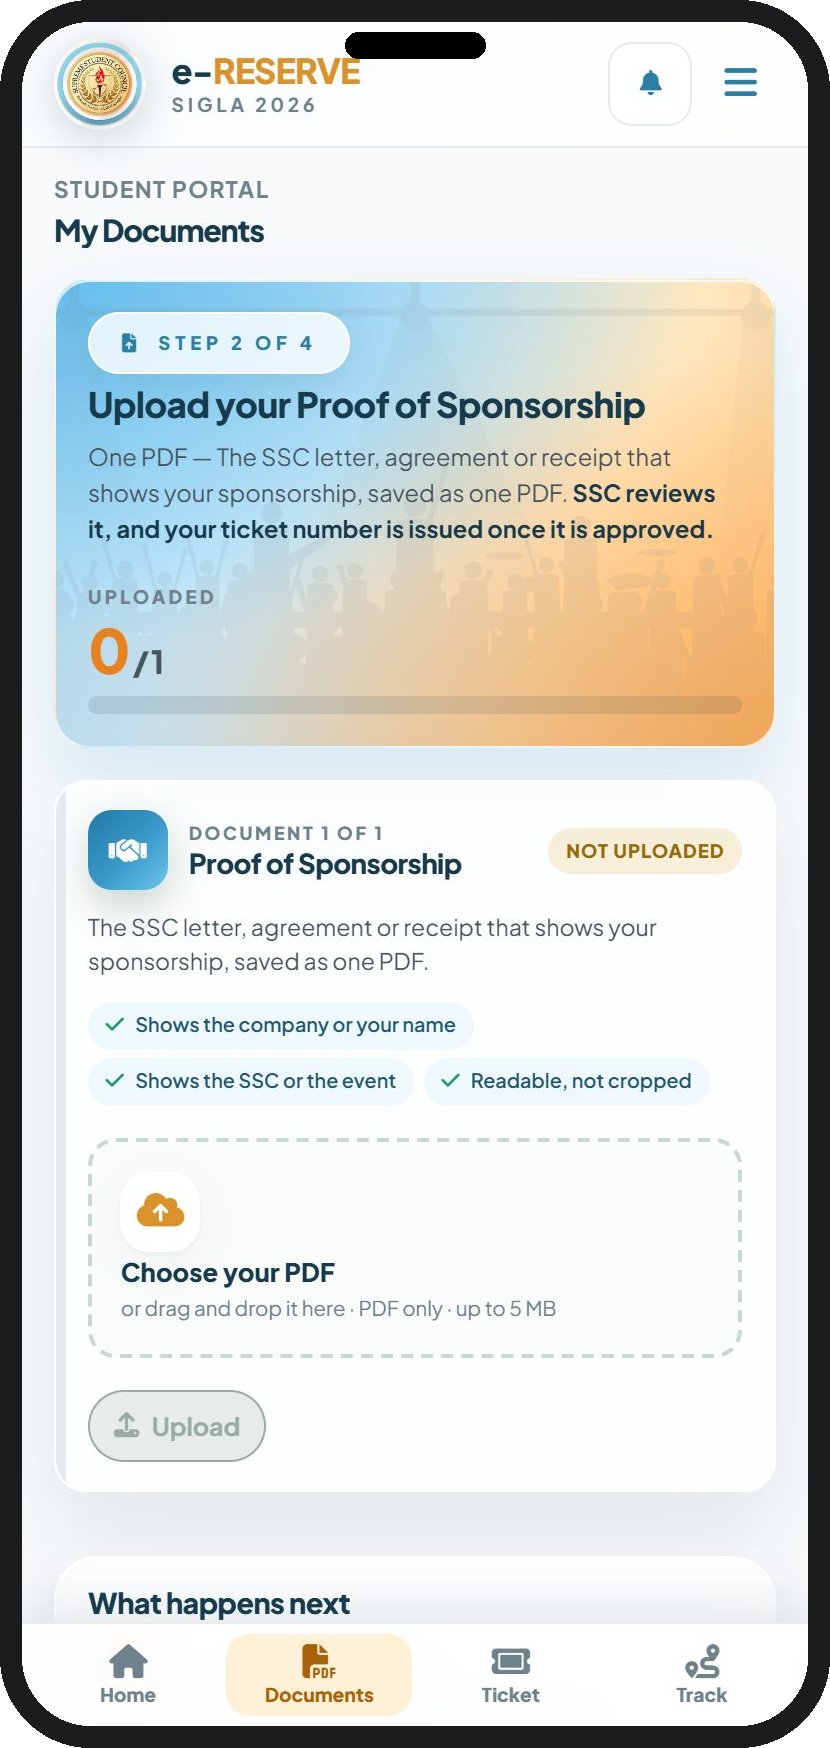 e-RESERVE
SIGLA 2026
STUDENT PORTAL
My Documents
STEP 2 OF 4
Upload your Proof of Sponsorship
One PDF — The SSC letter, agreement or receipt that
shows your sponsorship, saved as one PDF. SSC reviews
it, and your ticket number is issued once it is approved.
UPLOADED
0/1
DOCUMENT 1 OF 1
Proof of Sponsorship
NOT UPLOADED
The SSC letter, agreement or receipt that shows your
sponsorship, saved as one PDF.
Shows the company or your name
Shows the SSC or the event
Readable, not cropped
Choose your PDF
or drag and drop it here · PDF only · up to 5 MB
Upload
What happens next
PDF
Home
Documents
Ticket
Track